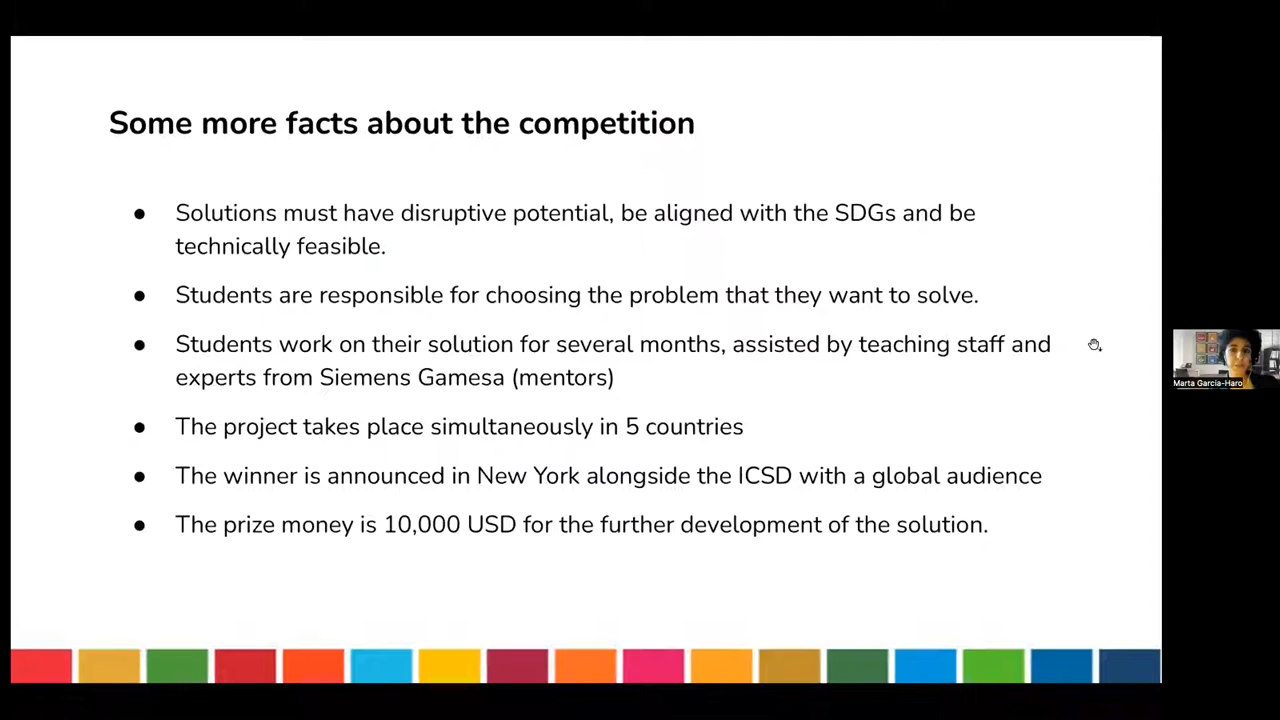 Some more facts about the competition
● Solutions must have disruptive potential, be aligned with the SDGs and be
technically feasible.
● Students are responsible for choosing the problem that they want to solve.
● Students work on their solution for several months, assisted by teaching staff and
experts from Siemens Gamesa (mentors)
● The project takes place simultaneously in 5 countries
● The winner is announced in New York alongside the ICSD with a global audience
● The prize money is 10,000 USD for the further development of the solution.
Marta García-Haro